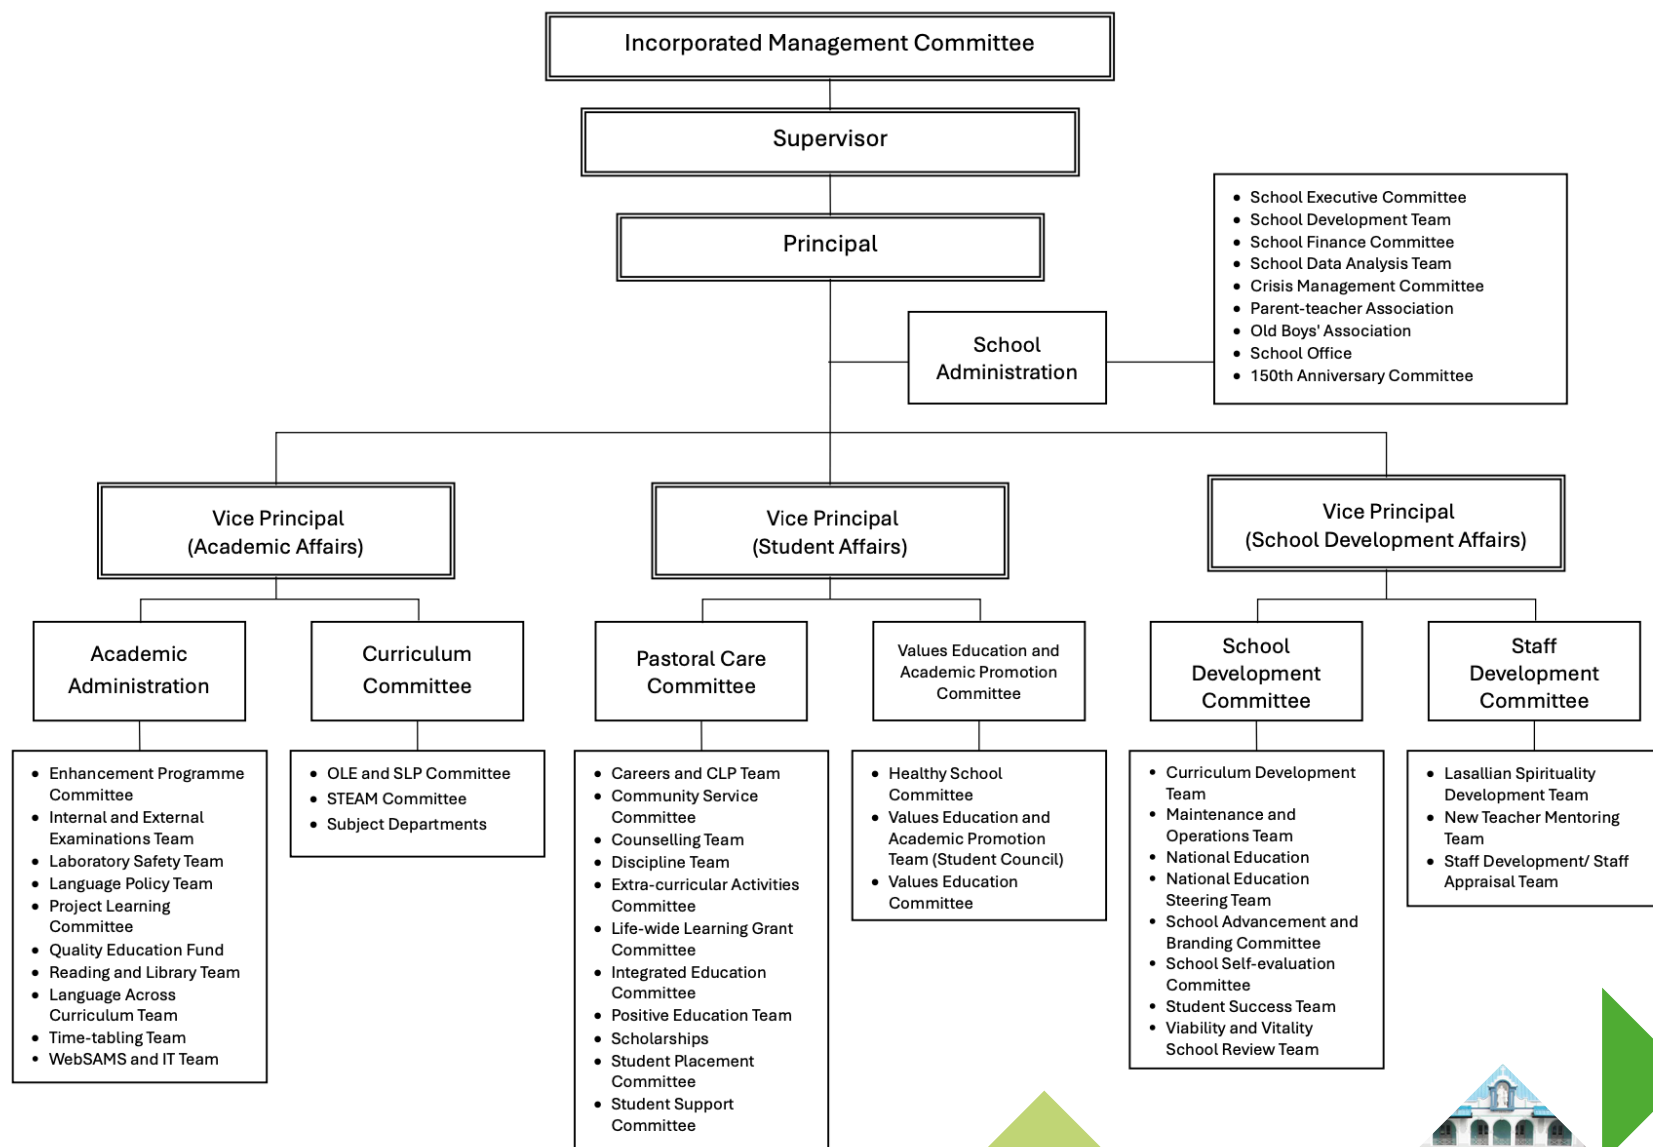 Incorporated Management Committee
Supervisor
Principal
• School Executive Committee
• School Development Team
• School Finance Committee
• School Data Analysis Team
• Crisis Management Committee
• Parent-teacher Association
• Old Boys' Association
• School Office
• 150th Anniversary Committee
School
Administration
Vice Principal
(Academic Affairs)
Vice Principal
(Student Affairs)
Vice Principal
(School Development Affairs)
Academic
Administration
Curriculum
Committee
Pastoral Care
Committee
Values Education and
Academic Promotion
Committee
School
Development
Committee
Staff
Development
Committee
• Enhancement Programme
Committee
• Internal and External
Examinations Team
• Laboratory Safety Team
• Language Policy Team
• Project Learning
Committee
• Quality Education Fund
• Reading and Library Team
• Language Across
Curriculum Team
• Time-tabling Team
• WebSAMS and IT Team
• OLE and SLP Committee
• STEAM Committee
• Subject Departments
• Careers and CLP Team
• Community Service
Committee
• Counselling Team
• Discipline Team
• Extra-curricular Activities
Committee
• Life-wide Learning Grant
Committee
• Integrated Education
Committee
• Positive Education Team
• Scholarships
• Student Placement
Committee
• Student Support
Committee
• Healthy School
Committee
• Values Education and
Academic Promotion
Team (Student Council)
• Values Education
Committee
• Curriculum Development
Team
• Maintenance and
Operations Team
• National Education
• National Education
Steering Team
• School Advancement and
Branding Committee
• School Self-evaluation
Committee
• Student Success Team
• Viability and Vitality
School Review Team
• Lasallian Spirituality
Development Team
• New Teacher Mentoring
Team
• Staff Development/ Staff
Appraisal Team